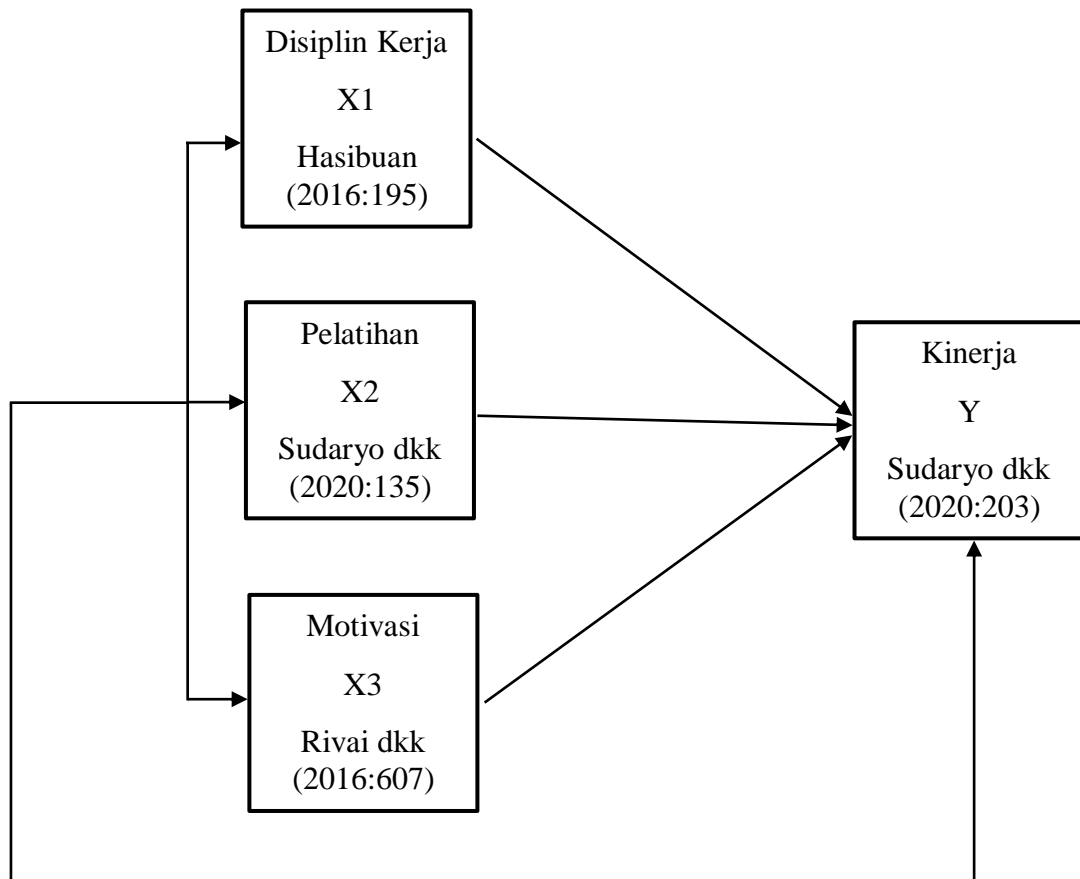 Disiplin Kerja
X1
Hasibuan
(2016:195)
Pelatihan
X2
Sudaryo dkk
(2020:135)
Motivasi
X3
Rivai dkk
(2016:607)
Kinerja
Y
Sudaryo dkk
(2020:203)